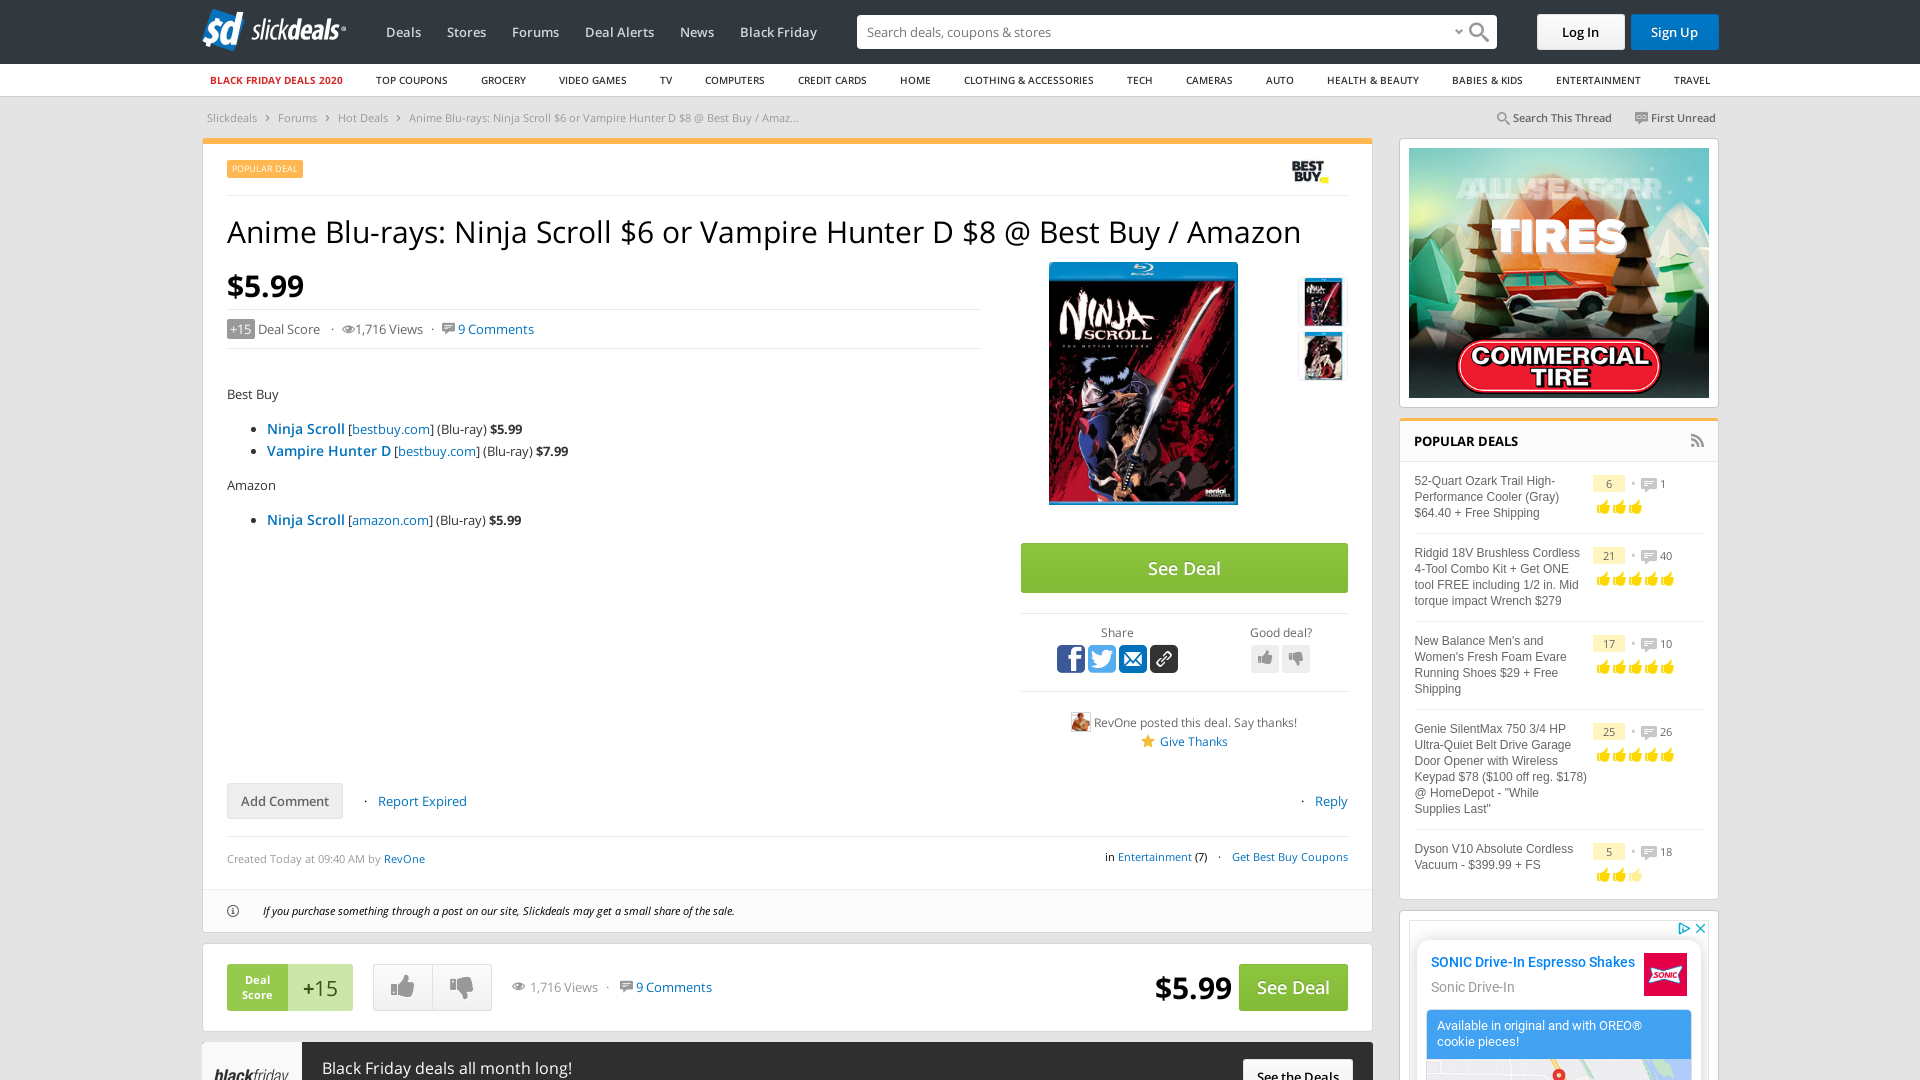 slickdeals
Deals
Stores
Forums
Deal Alerts
News
Black Friday
Search deals, coupons & stores
Log In
Sign Up
BLACK FRIDAY DEALS 2020
TOP COUPONS
GROCERY
VIDEO GAMES
TV
COMPUTERS
CREDIT CARDS
HOME
CLOTHING & ACCESSORIES
TECH
CAMERAS
AUTO
HEALTH & BEAUTY
BABIES & KIDS
ENTERTAINMENT
TRAVEL
Slickdeals › Forums › Hot Deals › Anime Blu-rays: Ninja Scroll $6 or Vampire Hunter D $8 @ Best Buy / Amaz...
Search This Thread
First Unread
POPULAR DEAL
BEST
BUY
Anime Blu-rays: Ninja Scroll $6 or Vampire Hunter D $8 @ Best Buy / Amazon
$5.99
+15 Deal Score · 1,716 Views · 9 Comments
Best Buy
• Ninja Scroll [bestbuy.com] (Blu-ray) $5.99
• Vampire Hunter D [bestbuy.com] (Blu-ray) $7.99
Amazon
• Ninja Scroll [amazon.com] (Blu-ray) $5.99
NINJA
SCROLL
THE MOTION PICTURE
sentai
See Deal
Share
Good deal?
RevOne posted this deal. Say thanks!
Give Thanks
Add Comment
· Report Expired
· Reply
Created Today at 09:40 AM by RevOne
in Entertainment (7) · Get Best Buy Coupons
If you purchase something through a post on our site, Slickdeals may get a small share of the sale.
Deal
Score
+15
1,716 Views · 9 Comments
$5.99
See Deal
blackfriday
Black Friday deals all month long!
See the Deals
ALL WEATHER
TIRES
COMMERCIAL
TIRE
POPULAR DEALS
52-Quart Ozark Trail High-
Performance Cooler (Gray)
$64.40 + Free Shipping
6 • 1
Ridgid 18V Brushless Cordless
4-Tool Combo Kit + Get ONE
tool FREE including 1/2 in. Mid
torque impact Wrench $279
21 • 40
New Balance Men's and
Women's Fresh Foam Evare
Running Shoes $29 + Free
Shipping
17 • 10
Genie SilentMax 750 3/4 HP
Ultra-Quiet Belt Drive Garage
Door Opener with Wireless
Keypad $78 ($100 off reg. $178)
@ HomeDepot - "While
Supplies Last"
25 • 26
Dyson V10 Absolute Cordless
Vacuum - $399.99 + FS
5 • 18
SONIC Drive-In Espresso Shakes
Sonic Drive-In
SONIC
Available in original and with OREO®
cookie pieces!